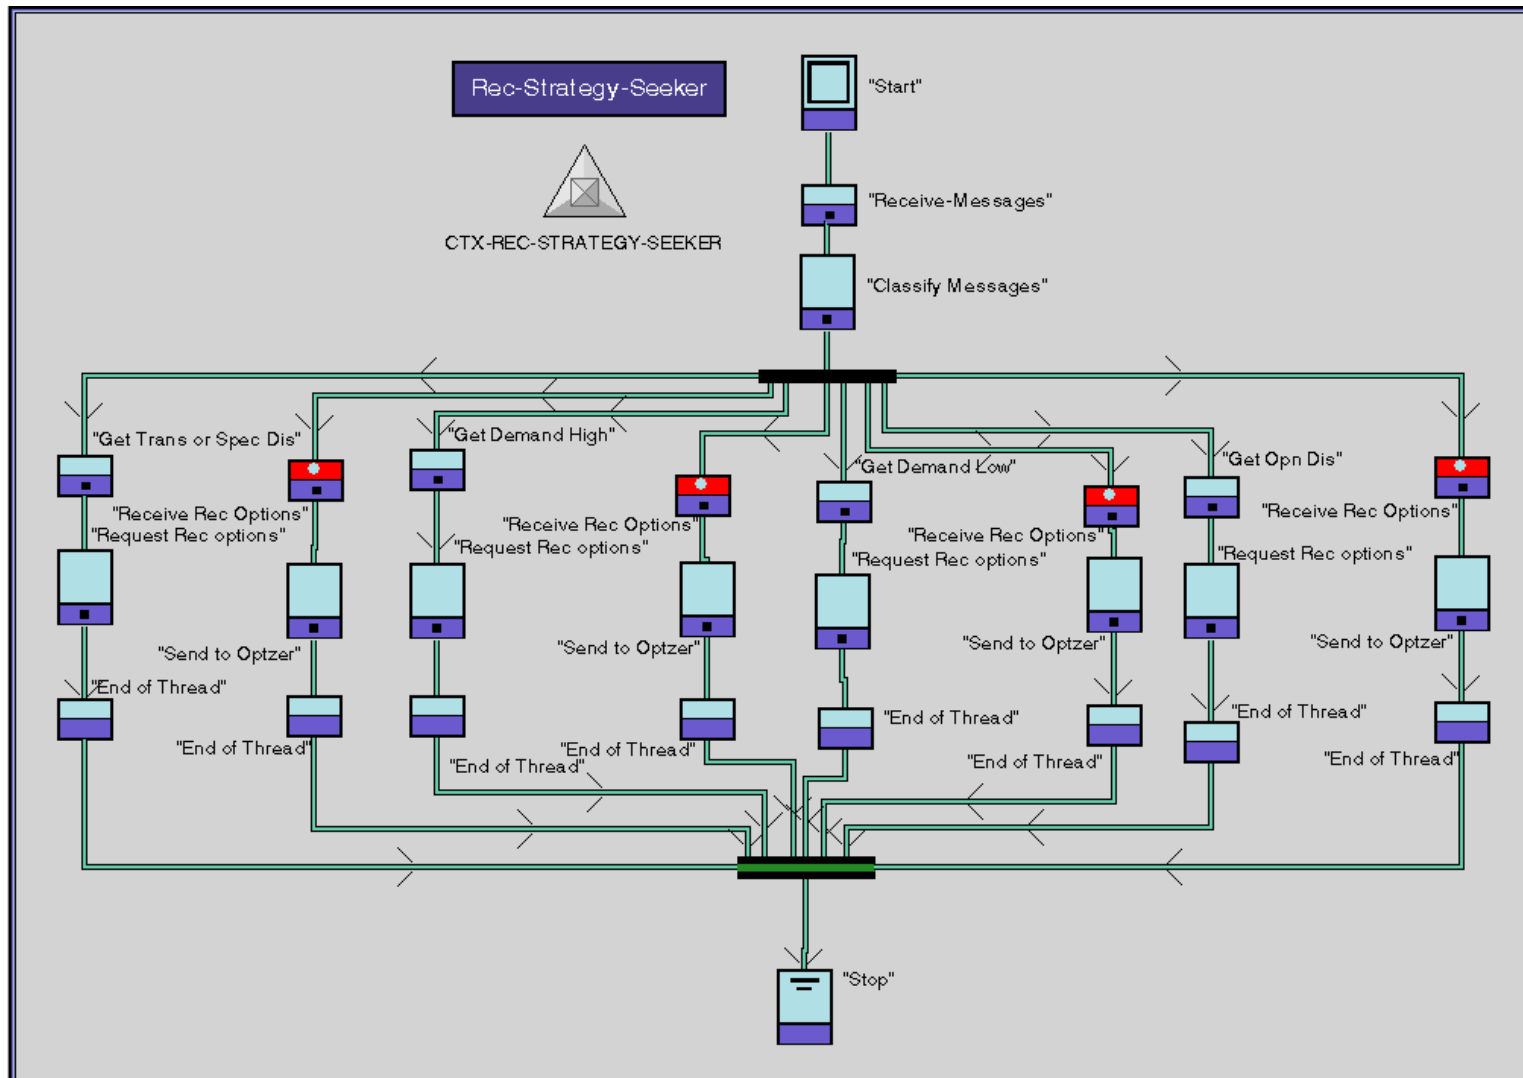 Rec-Strategy-Seeker
"Start"
CTX-REC-STRATEGY-SEEKER
"Receive-Messages"
"Classify Messages"
"Get Trans or Spec Dis"
"Get Demand High"
"Get Demand Low"
"Get Opn Dis"
"Receive Rec Options"
"Receive Rec Options"
"Receive Rec Options"
"Receive Rec Options"
"Request Rec options"
"Request Rec options"
"Request Rec options"
"Request Rec options"
"Send to Optzer"
"Send to Optzer"
"Send to Optzer"
"Send to Optzer"
"End of Thread"
"End of Thread"
"End of Thread"
"End of Thread"
"End of Thread"
"End of Thread"
"End of Thread"
"End of Thread"
"Stop"